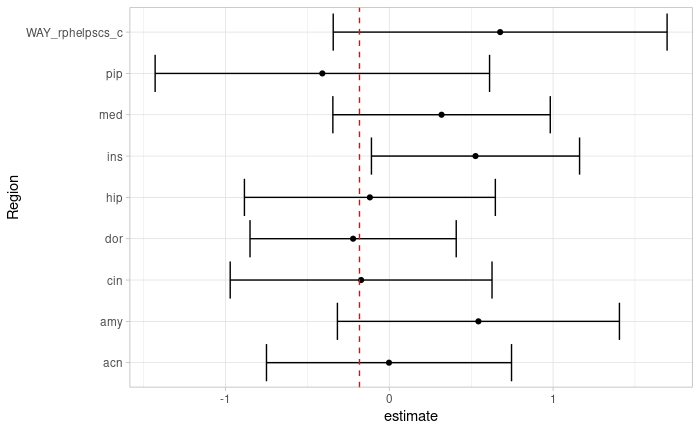 WAY_rphelpscs_c
pip
med
ins
hip
dor
cin
amy
acn
Region
-1 0 1
estimate